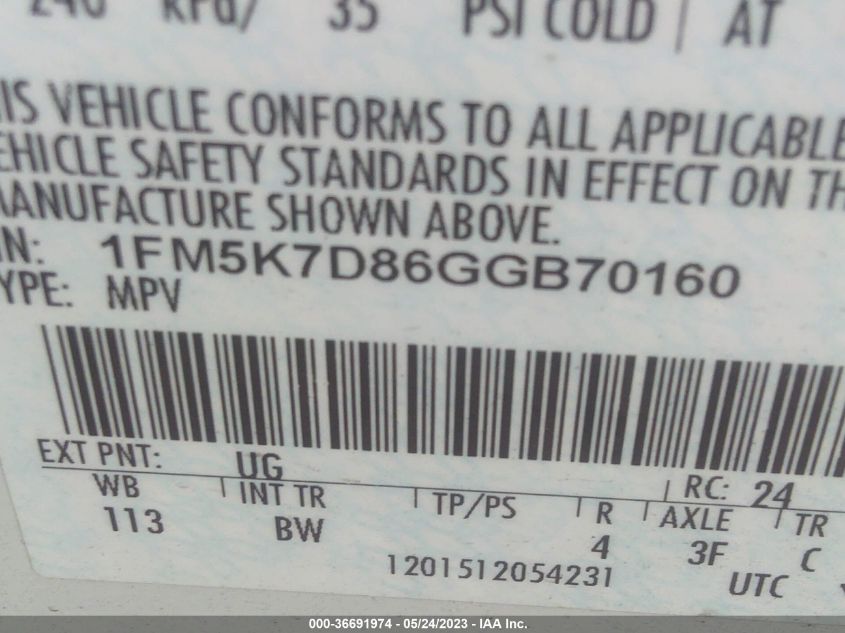 240 kPa/ 35 PSI COLD | AT
IS VEHICLE CONFORMS TO ALL APPLICABLE
EHICLE SAFETY STANDARDS IN EFFECT ON TH
MANUFACTURE SHOWN ABOVE.
IN: 1FM5K7D86GGB70160
YPE: MPV
EXT PNT: UG RC: 24
WB | INT TR | TP/PS | R | AXLE | TR
113 BW 4 3F C
1201512054231 UTC
000-36691974 - 05/24/2023 - IAA Inc.